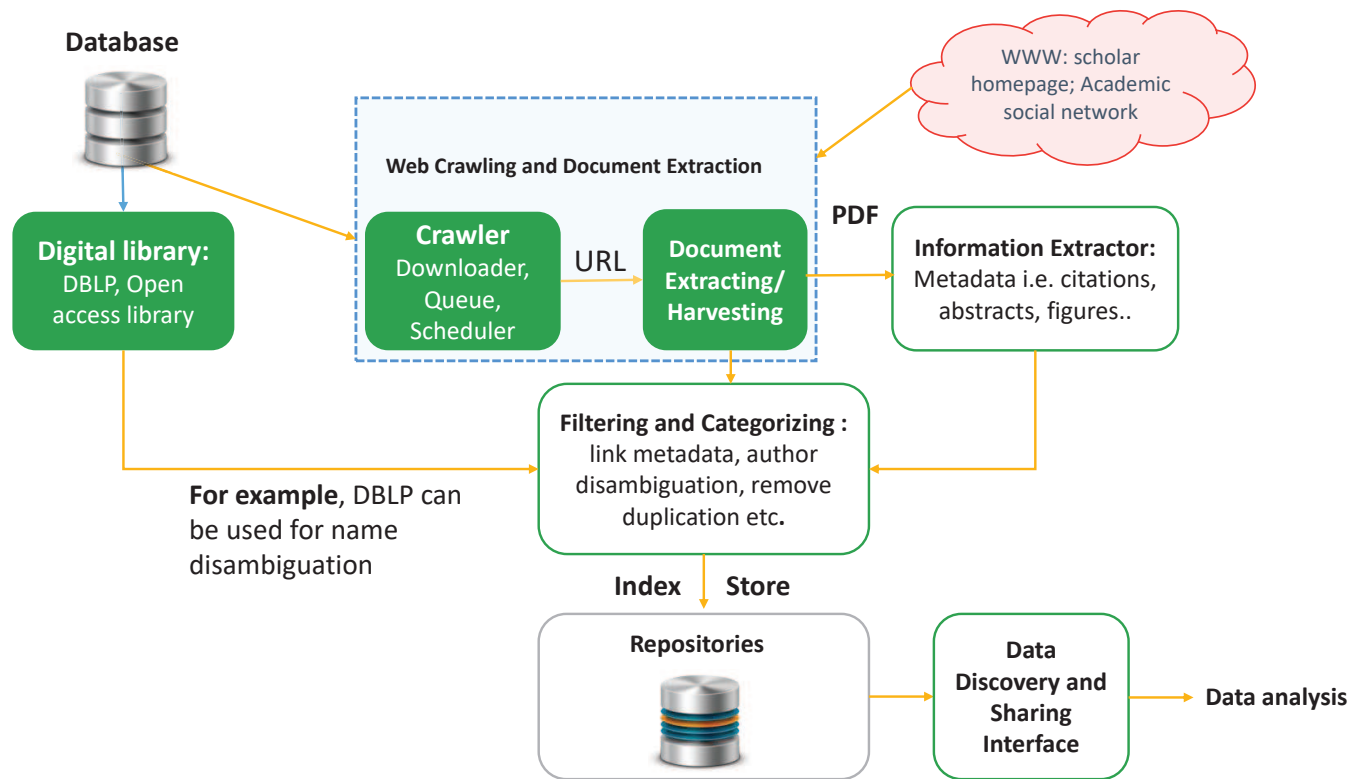 Database
WWW: scholar
homepage; Academic
social network
Web Crawling and Document Extraction
Digital library:
DBLP, Open
access library
Crawler
Downloader,
Queue,
Scheduler
URL
Document
Extracting/
Harvesting
PDF
Information Extractor:
Metadata i.e. citations,
abstracts, figures..
Filtering and Categorizing :
link metadata, author
disambiguation, remove
duplication etc.
For example, DBLP can
be used for name
disambiguation
Index Store
Repositories
Data
Discovery and
Sharing
Interface
Data analysis